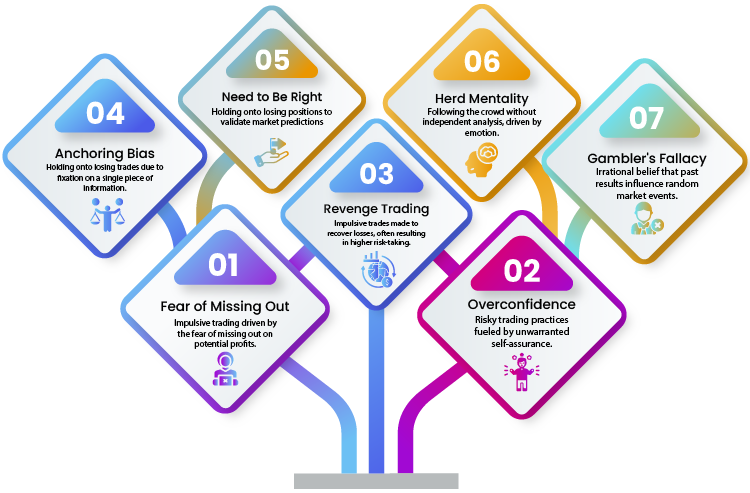 05
Need to Be Right
Holding onto losing positions to
validate market predictions
06
Herd Mentality
Following the crowd without
independent analysis, driven by
emotion.
04
Anchoring Bias
Holding onto losing trades due to
fixation on a single piece of
information.
07
Gambler's Fallacy
Irrational belief that past
results influence random
market events.
03
Revenge Trading
Impulsive trades made to
recover losses, often resulting
in higher risk-taking.
01
Fear of Missing Out
Impulsive trading driven by
the fear of missing out on
potential profits.
02
Overconfidence
Risky trading practices
fueled by unwarranted
self-assurance.